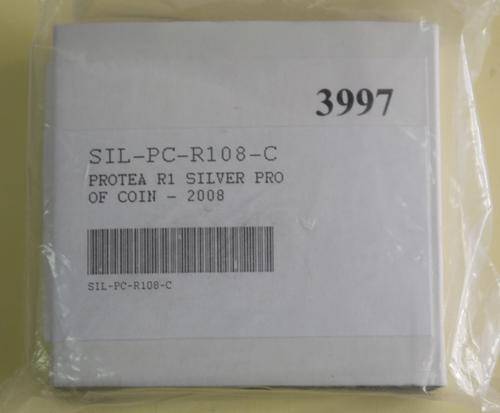 3997
SIL-PC-R108-C
PROTEA R1 SILVER PRO
OF COIN - 2008
SIL-PC-R108-C